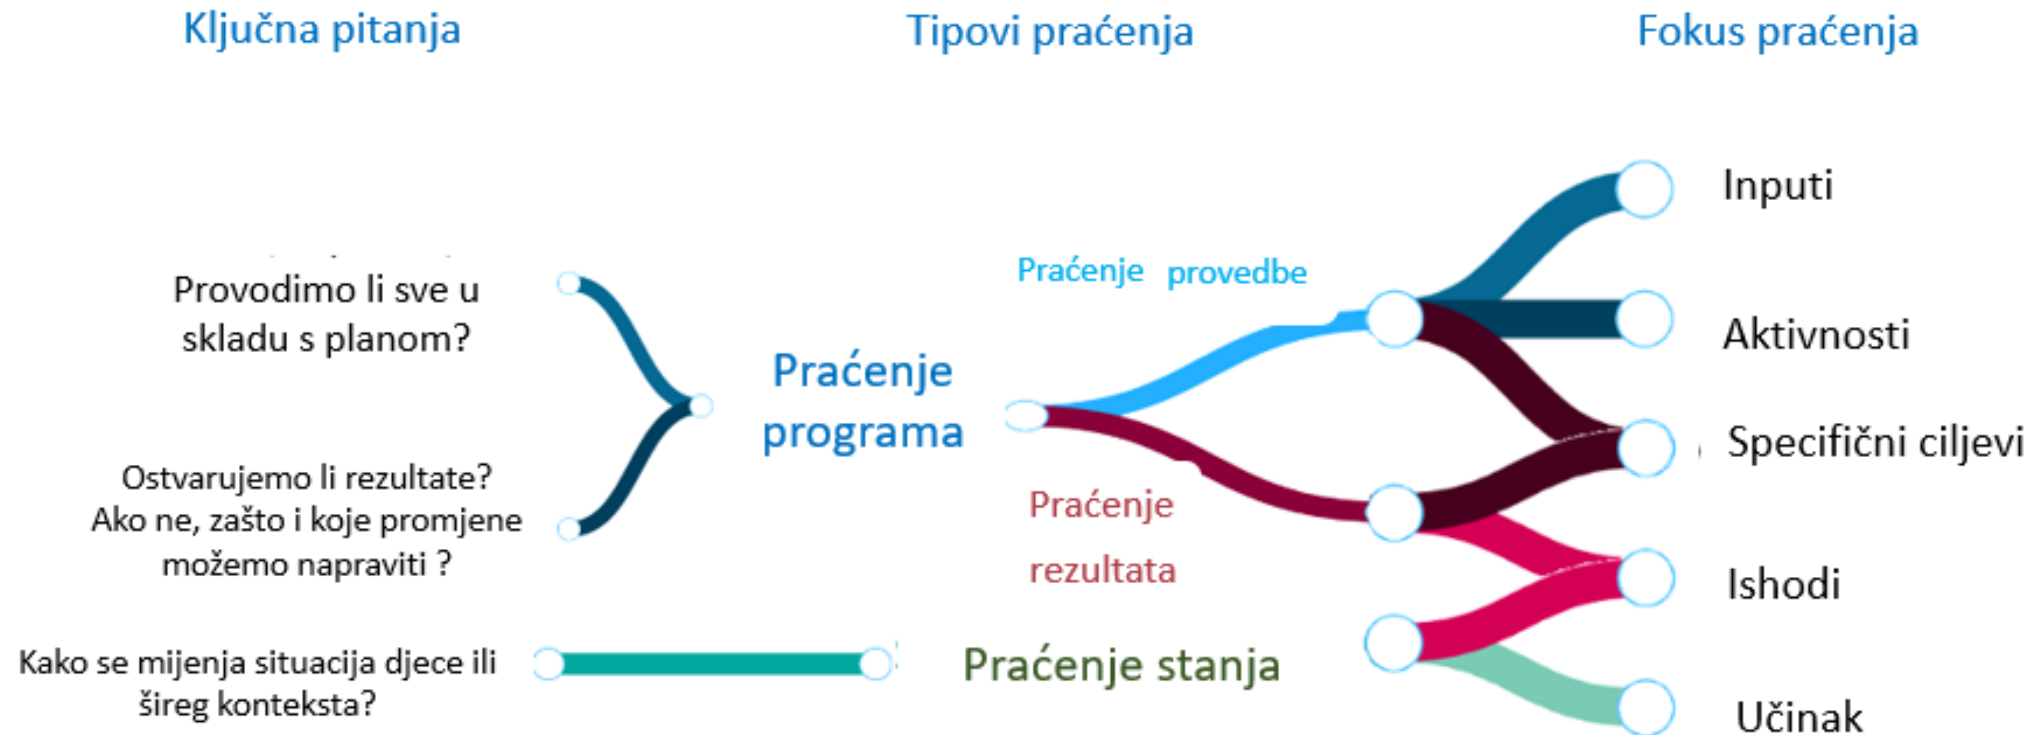 Ključna pitanja
Tipovi praćenja
Fokus praćenja
Provodimo li sve u
skladu s planom?
Ostvarujemo li rezultate?
Ako ne, zašto i koje promjene
možemo napraviti ?
Kako se mijenja situacija djece ili
šireg konteksta?
Praćenje
programa
Praćenje provedbe
Praćenje
rezultata
Praćenje stanja
Inputi
Aktivnosti
Specifični ciljevi
Ishodi
Učinak